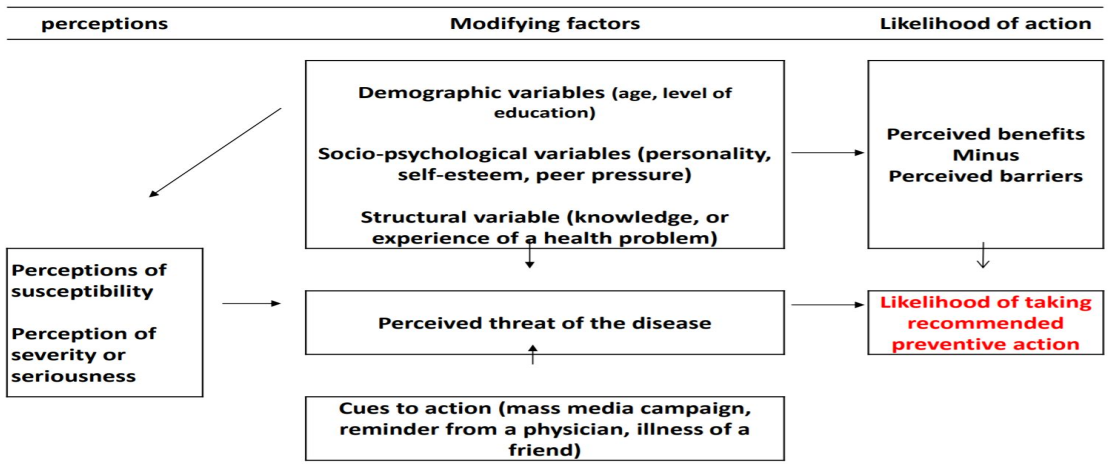 perceptions
Modifying factors
Likelihood of action
Demographic variables (age, level of
education)
Socio-psychological variables (personality,
self-esteem, peer pressure)
Structural variable (knowledge, or
experience of a health problem)
Perceived benefits
Minus
Perceived barriers
Perceptions of
susceptibility
Perception of
severity or
seriousness
Perceived threat of the disease
Likelihood of taking
recommended
preventive action
Cues to action (mass media campaign,
reminder from a physician, illness of a
friend)